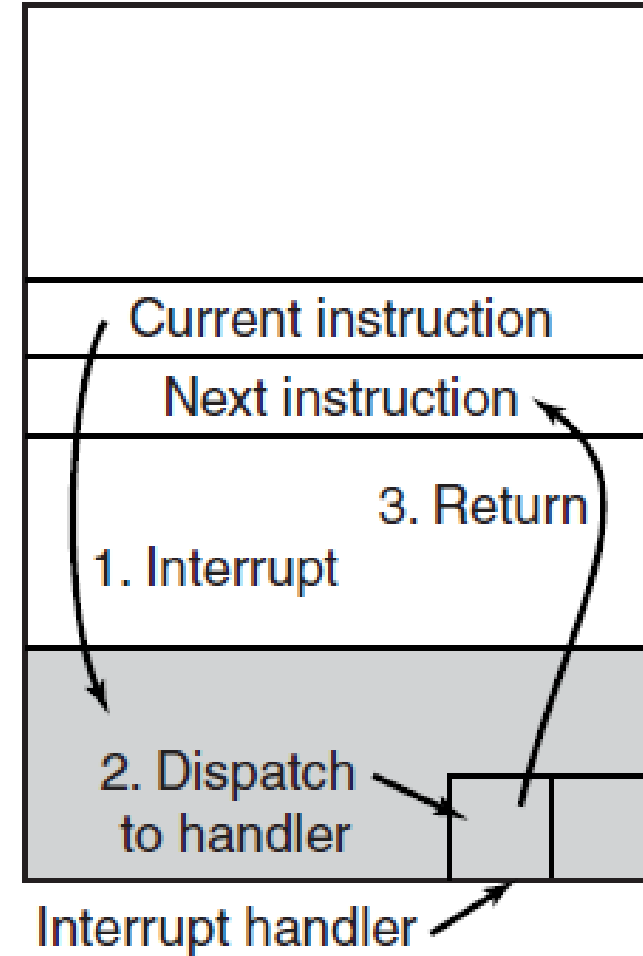 Current instruction
Next instruction
3. Return
1. Interrupt
2. Dispatch
to handler
Interrupt handler